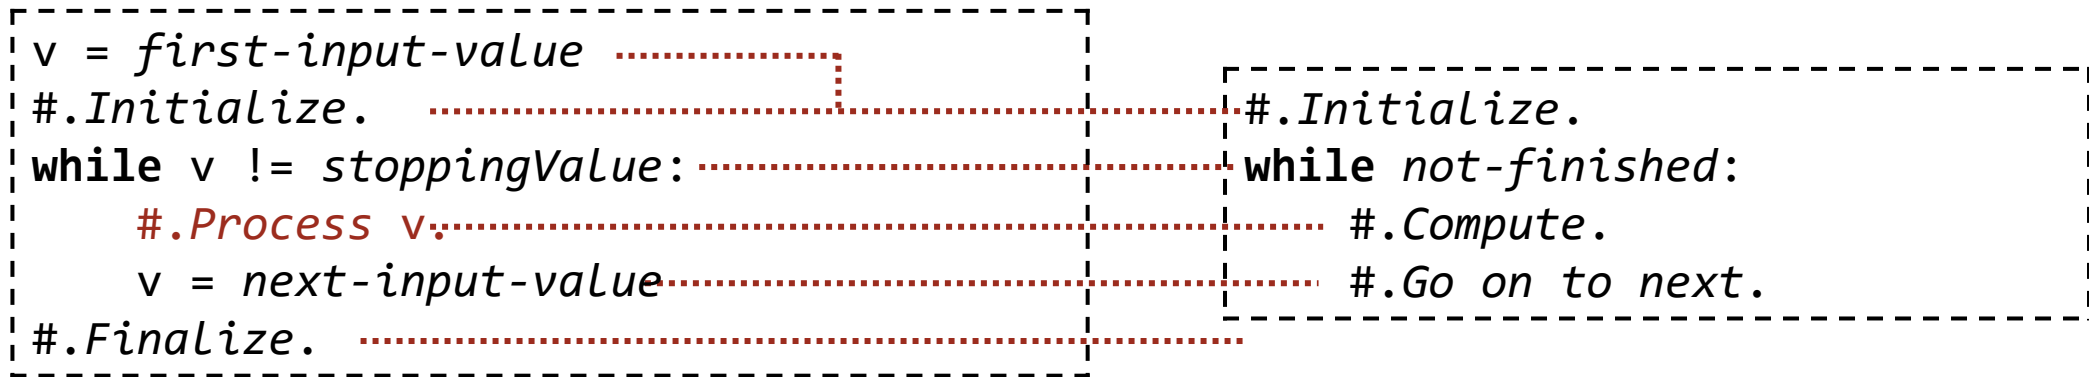 v = first-input-value
#.Initialize.
while v != stoppingValue:
    #.Process v.
    v = next-input-value
#.Finalize.
#.Initialize.
while not-finished:
    #.Compute.
    #.Go on to next.